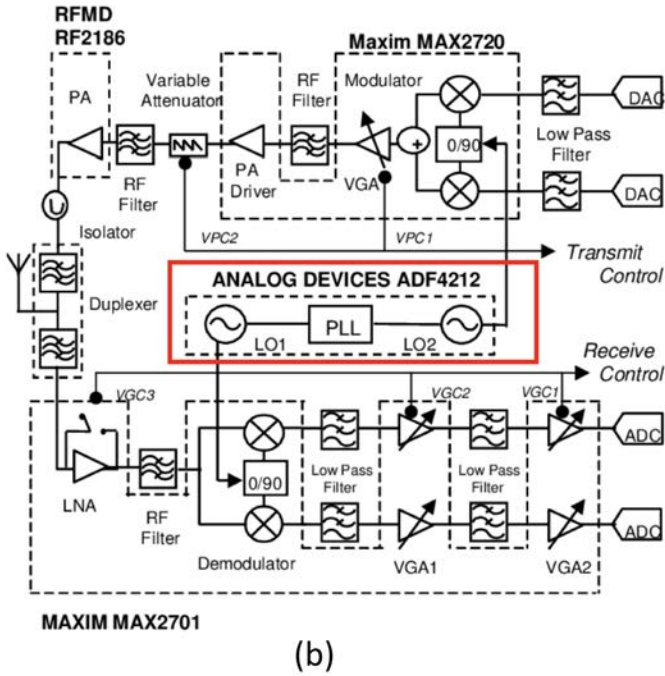 RFMD
RF2186
Maxim MAX2720
PA
Variable
Attenuator
RF
Filter
Modulator
DAC
0/90
Low Pass
Filter
RF
Filter
PA
Driver
VGA
DAC
Isolator
VPC2
VPC1
Transmit
Control
ANALOG DEVICES ADF4212
Duplexer
PLL
LO1
LO2
Receive
Control
VGC3
VGC2
VGC1
ADC
LNA
RF
Filter
0/90
Low Pass
Filter
Low Pass
Filter
ADC
Demodulator
VGA1
VGA2
MAXIM MAX2701
(b)